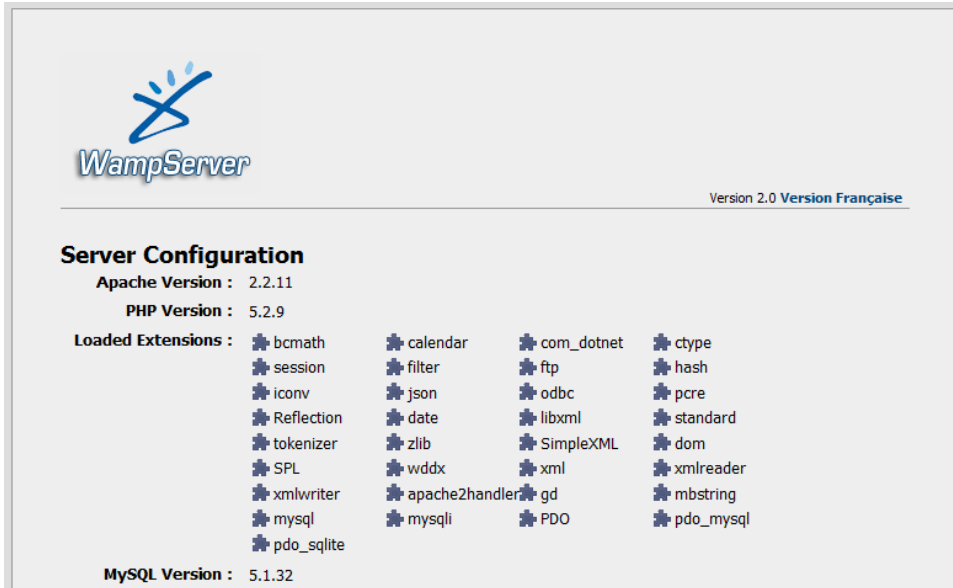 WampServer
Version 2.0 Version Française
Server Configuration
Apache Version : 2.2.11
PHP Version : 5.2.9
Loaded Extensions : bcmath calendar com_dotnet ctype
session filter ftp hash
iconv json odbc pcre
Reflection date libxml standard
tokenizer zlib SimpleXML dom
SPL wddx xml xmlreader
xmlwriter apache2handler gd mbstring
mysql mysqli PDO pdo_mysql
pdo_sqlite
MySQL Version : 5.1.32